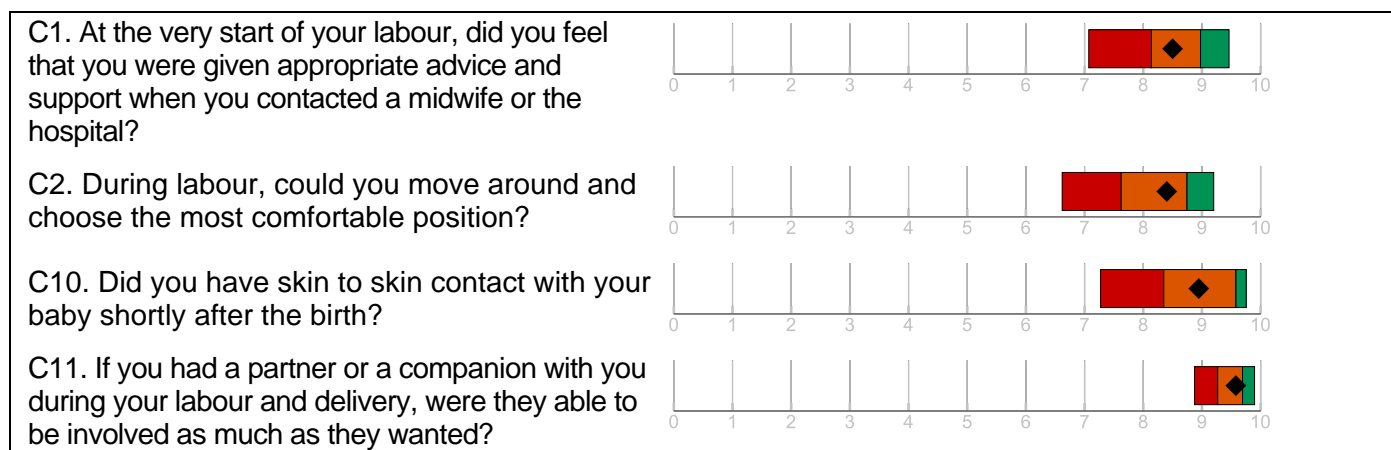 C1. At the very start of your labour, did you feel
that you were given appropriate advice and
support when you contacted a midwife or the
hospital?
0 1 2 3 4 5 6 7 8 9 10
C2. During labour, could you move around and
choose the most comfortable position?
0 1 2 3 4 5 6 7 8 9 10
C10. Did you have skin to skin contact with your
baby shortly after the birth?
0 1 2 3 4 5 6 7 8 9 10
C11. If you had a partner or a companion with you
during your labour and delivery, were they able to
be involved as much as they wanted?
0 1 2 3 4 5 6 7 8 9 10